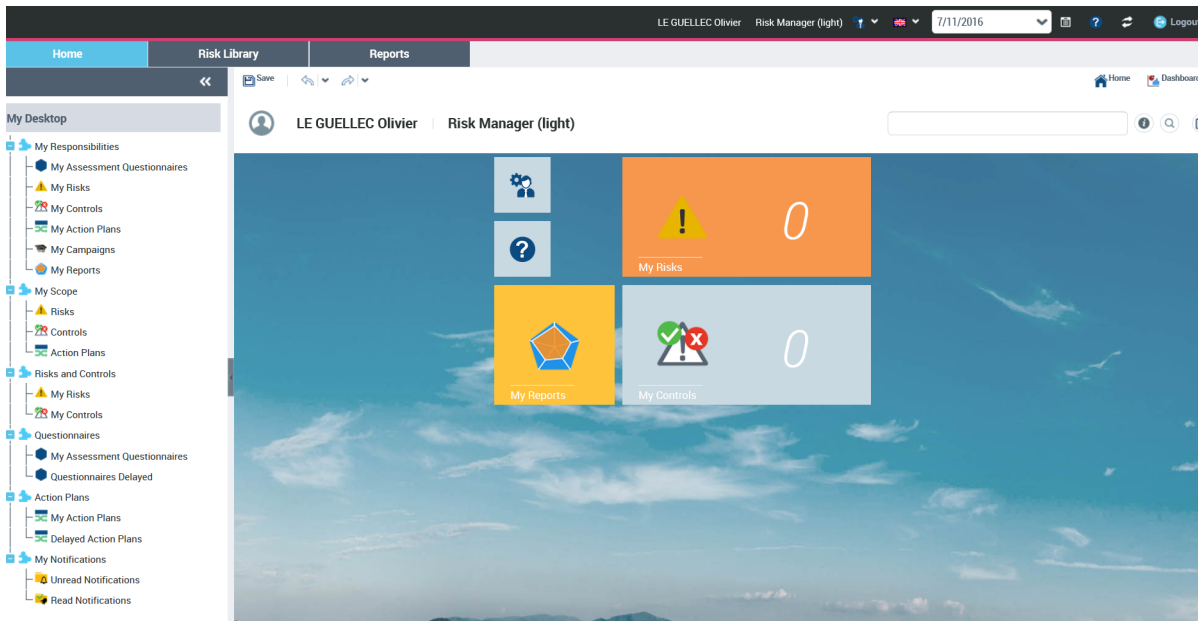 LE GUELLEC Olivier Risk Manager (light) 7/11/2016 ? Logout
Home Risk Library Reports
Save Home Dashboard
My Desktop
LE GUELLEC Olivier Risk Manager (light)
My Responsibilities
My Assessment Questionnaires
My Risks
My Controls
My Action Plans
My Campaigns
My Reports
My Scope
Risks
Controls
Action Plans
Risks and Controls
My Risks
My Controls
Questionnaires
My Assessment Questionnaires
Questionnaires Delayed
Action Plans
My Action Plans
Delayed Action Plans
My Notifications
Unread Notifications
Read Notifications
0
My Risks
?
0
My Reports
My Controls